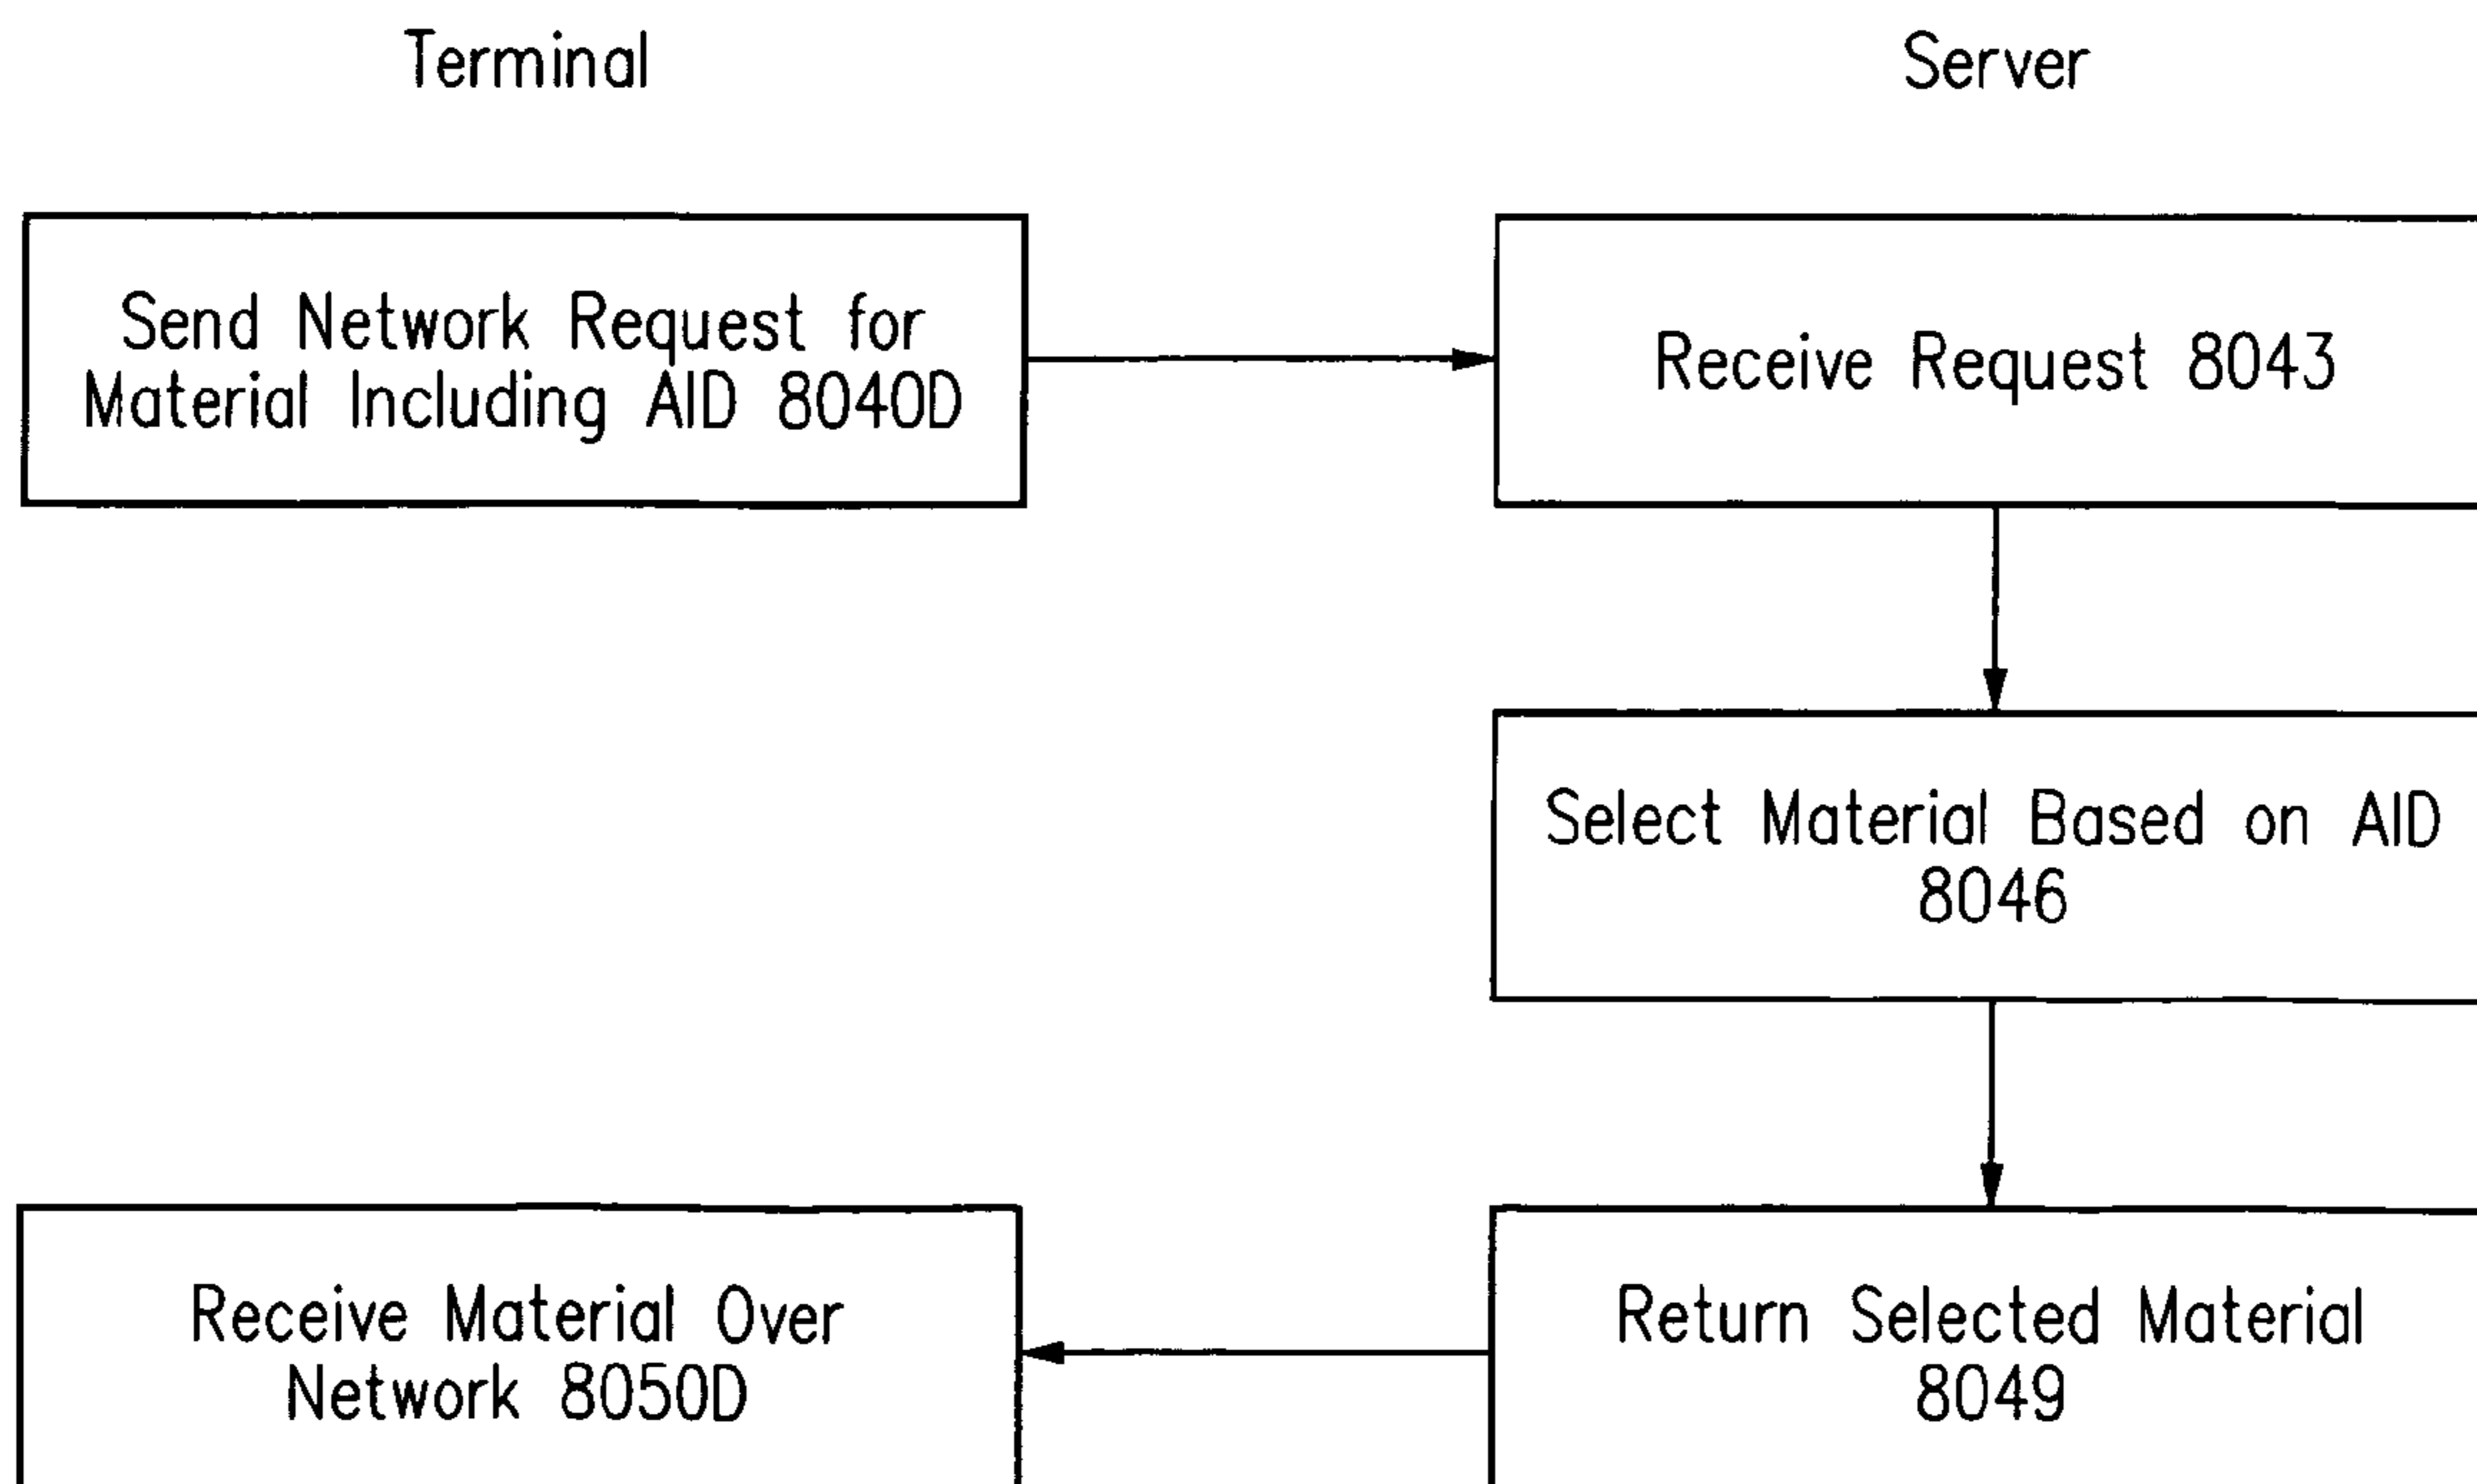 Terminal
Server
Send Network Request for
Material Including AID 8040D
Receive Request 8043
Select Material Based on AID
8046
Return Selected Material
8049
Receive Material Over
Network 8050D